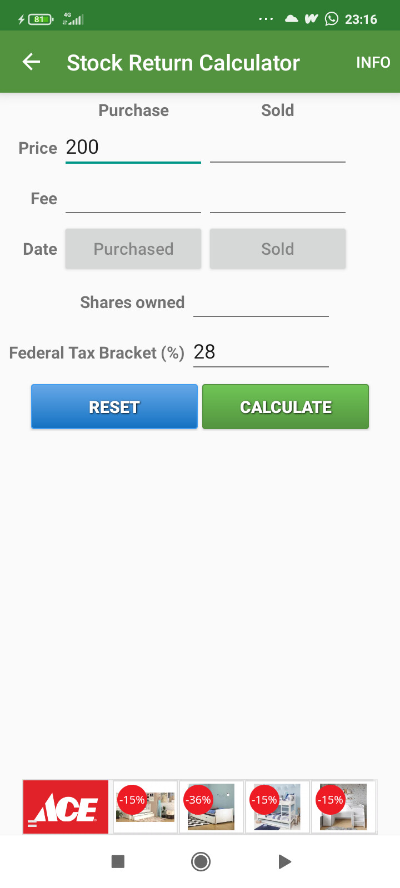 81
4G
23:16
Stock Return Calculator
INFO
Purchase
Sold
Price
200
Fee
Date
Purchased
Sold
Shares owned
Federal Tax Bracket (%)
28
RESET
CALCULATE
ACE
-15%
-36%
-15%
-15%